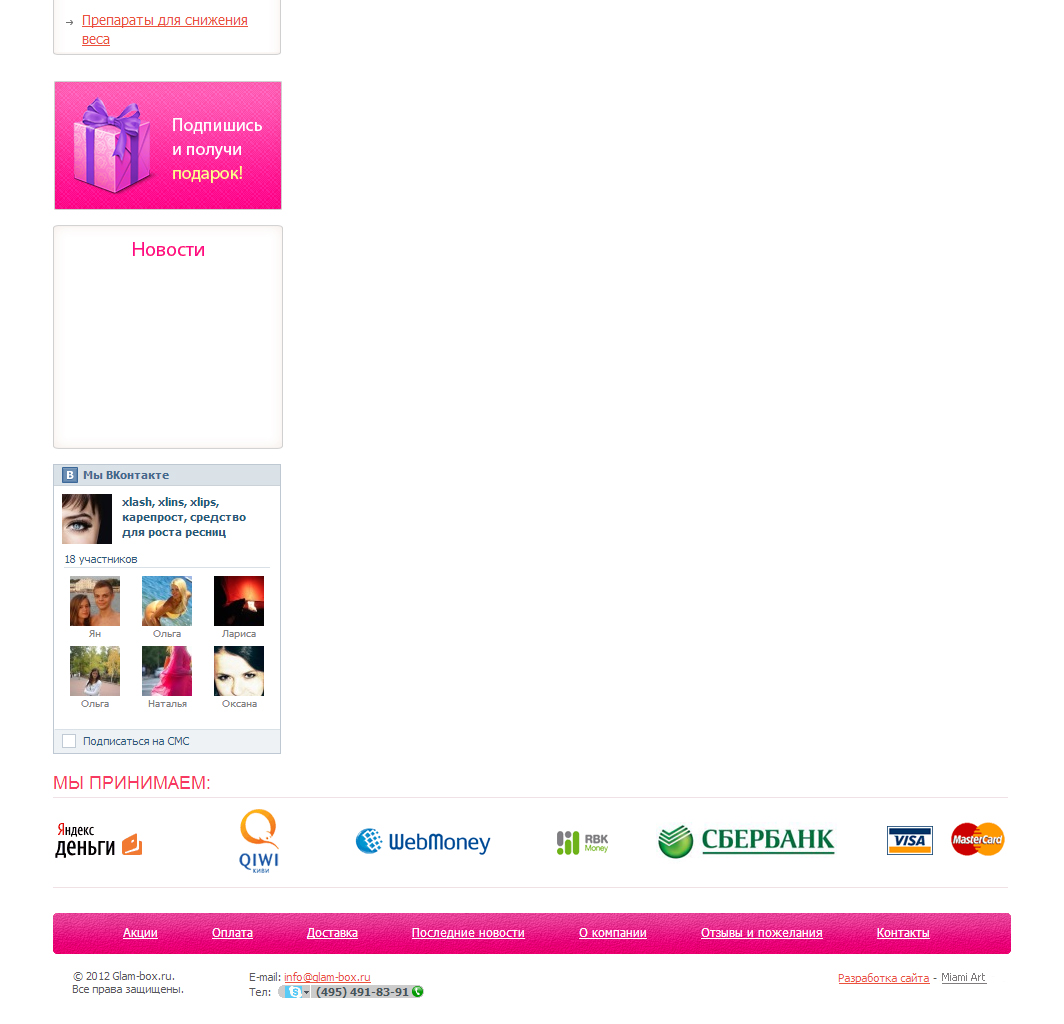 Препараты для снижения
веса
Подпишись
и получи
подарок!
Новости
В Мы ВКонтакте
xlash, xlins, xlips,
карепрост, средство
для роста ресниц
18 участников
Ян Ольга Лариса
Ольга Наталья Оксана
Подписаться на СМС
МЫ ПРИНИМАЕМ:
Яндекс
деньги
QIWI
КИВИ
WebMoney
RBK
Money
СБЕРБАНК
VISA
MasterCard
Акции Оплата Доставка Последние новости О компании Отзывы и пожелания Контакты
© 2012 Glam-box.ru.
Все права защищены.
E-mail: info@glam-box.ru
Тел: (495) 491-83-91
Разработка сайта - Miami Art